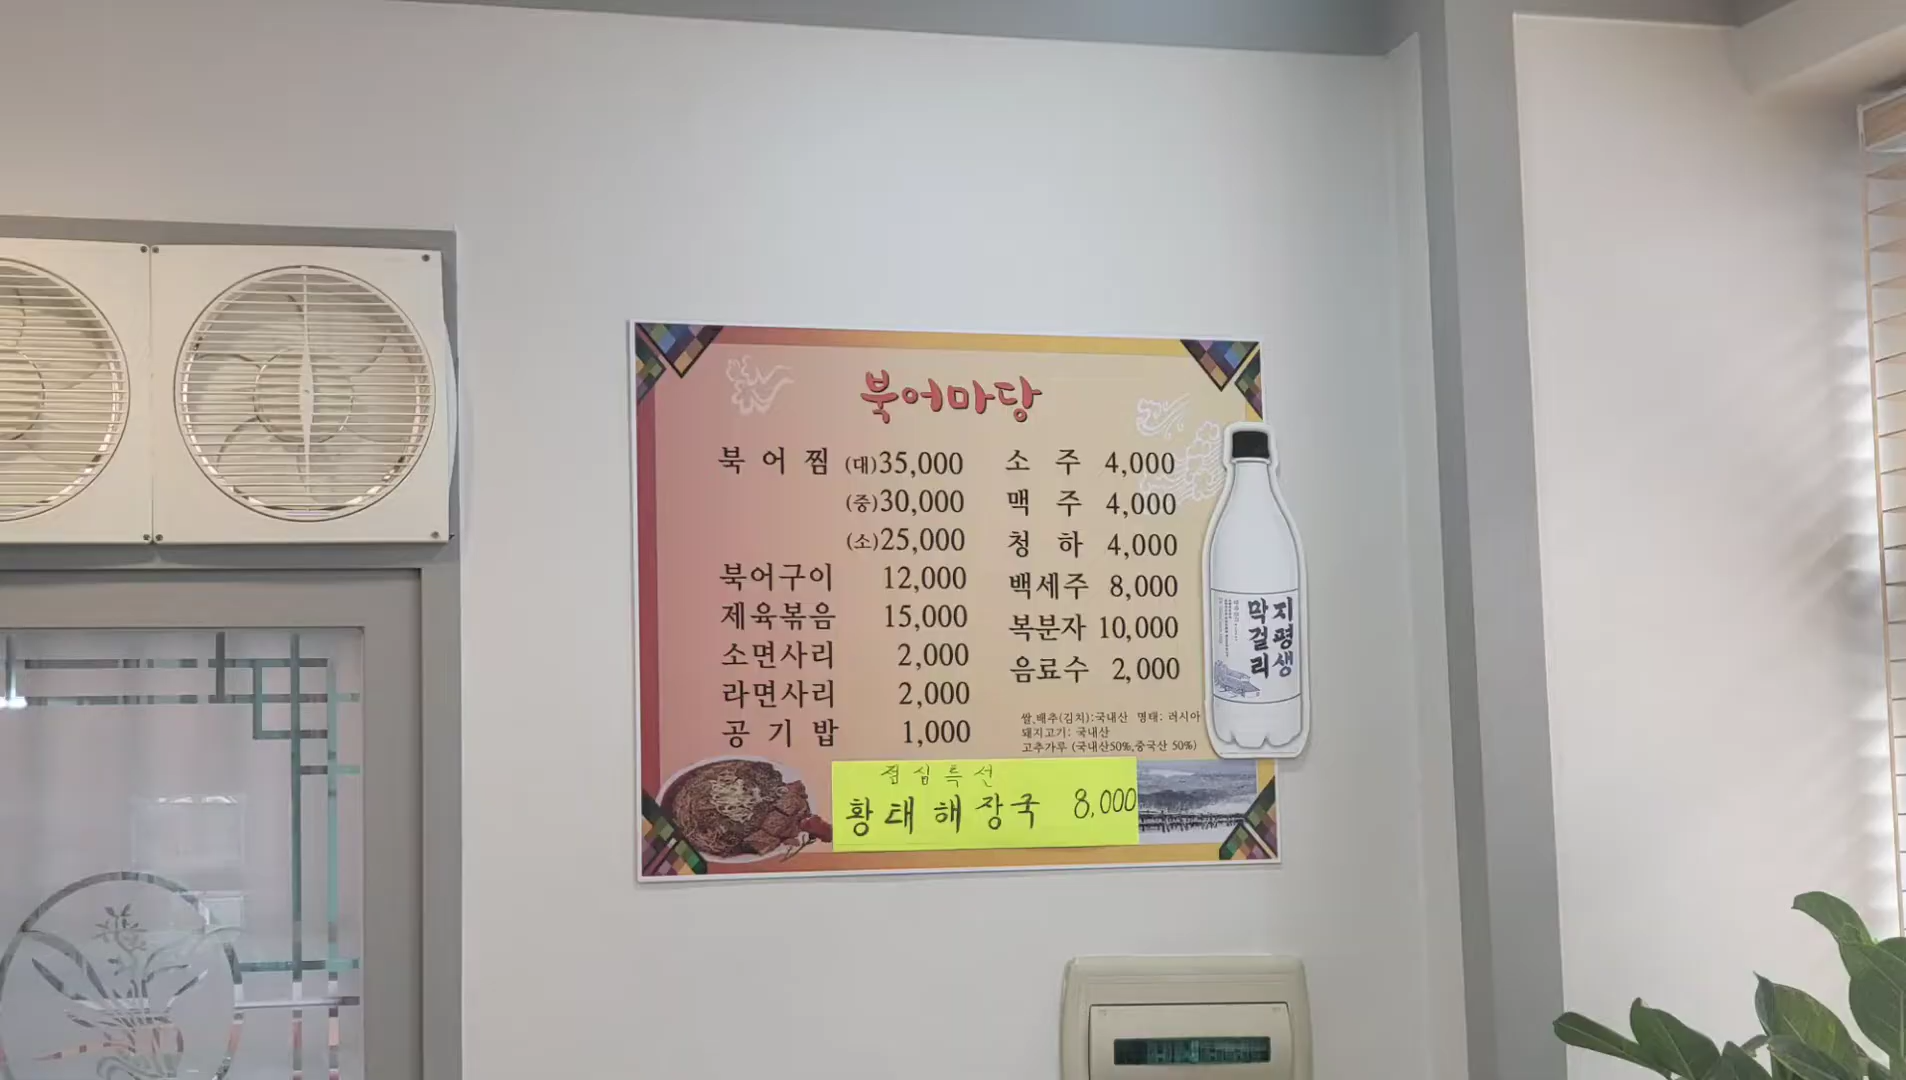 북어마당
북어찜 (대)35,000
(중)30,000
(소)25,000
북어구이 12,000
제육볶음 15,000
소면사리 2,000
라면사리 2,000
공기밥 1,000
소주 4,000
맥주 4,000
청하 4,000
백세주 8,000
복분자 10,000
음료수 2,000
쌀,배추(김치):국내산 명태: 러시아
돼지고기: 국내산
고추가루 (국내산50%,중국산 50%)
점심특선
황태해장국 8,000
지평생
막걸리